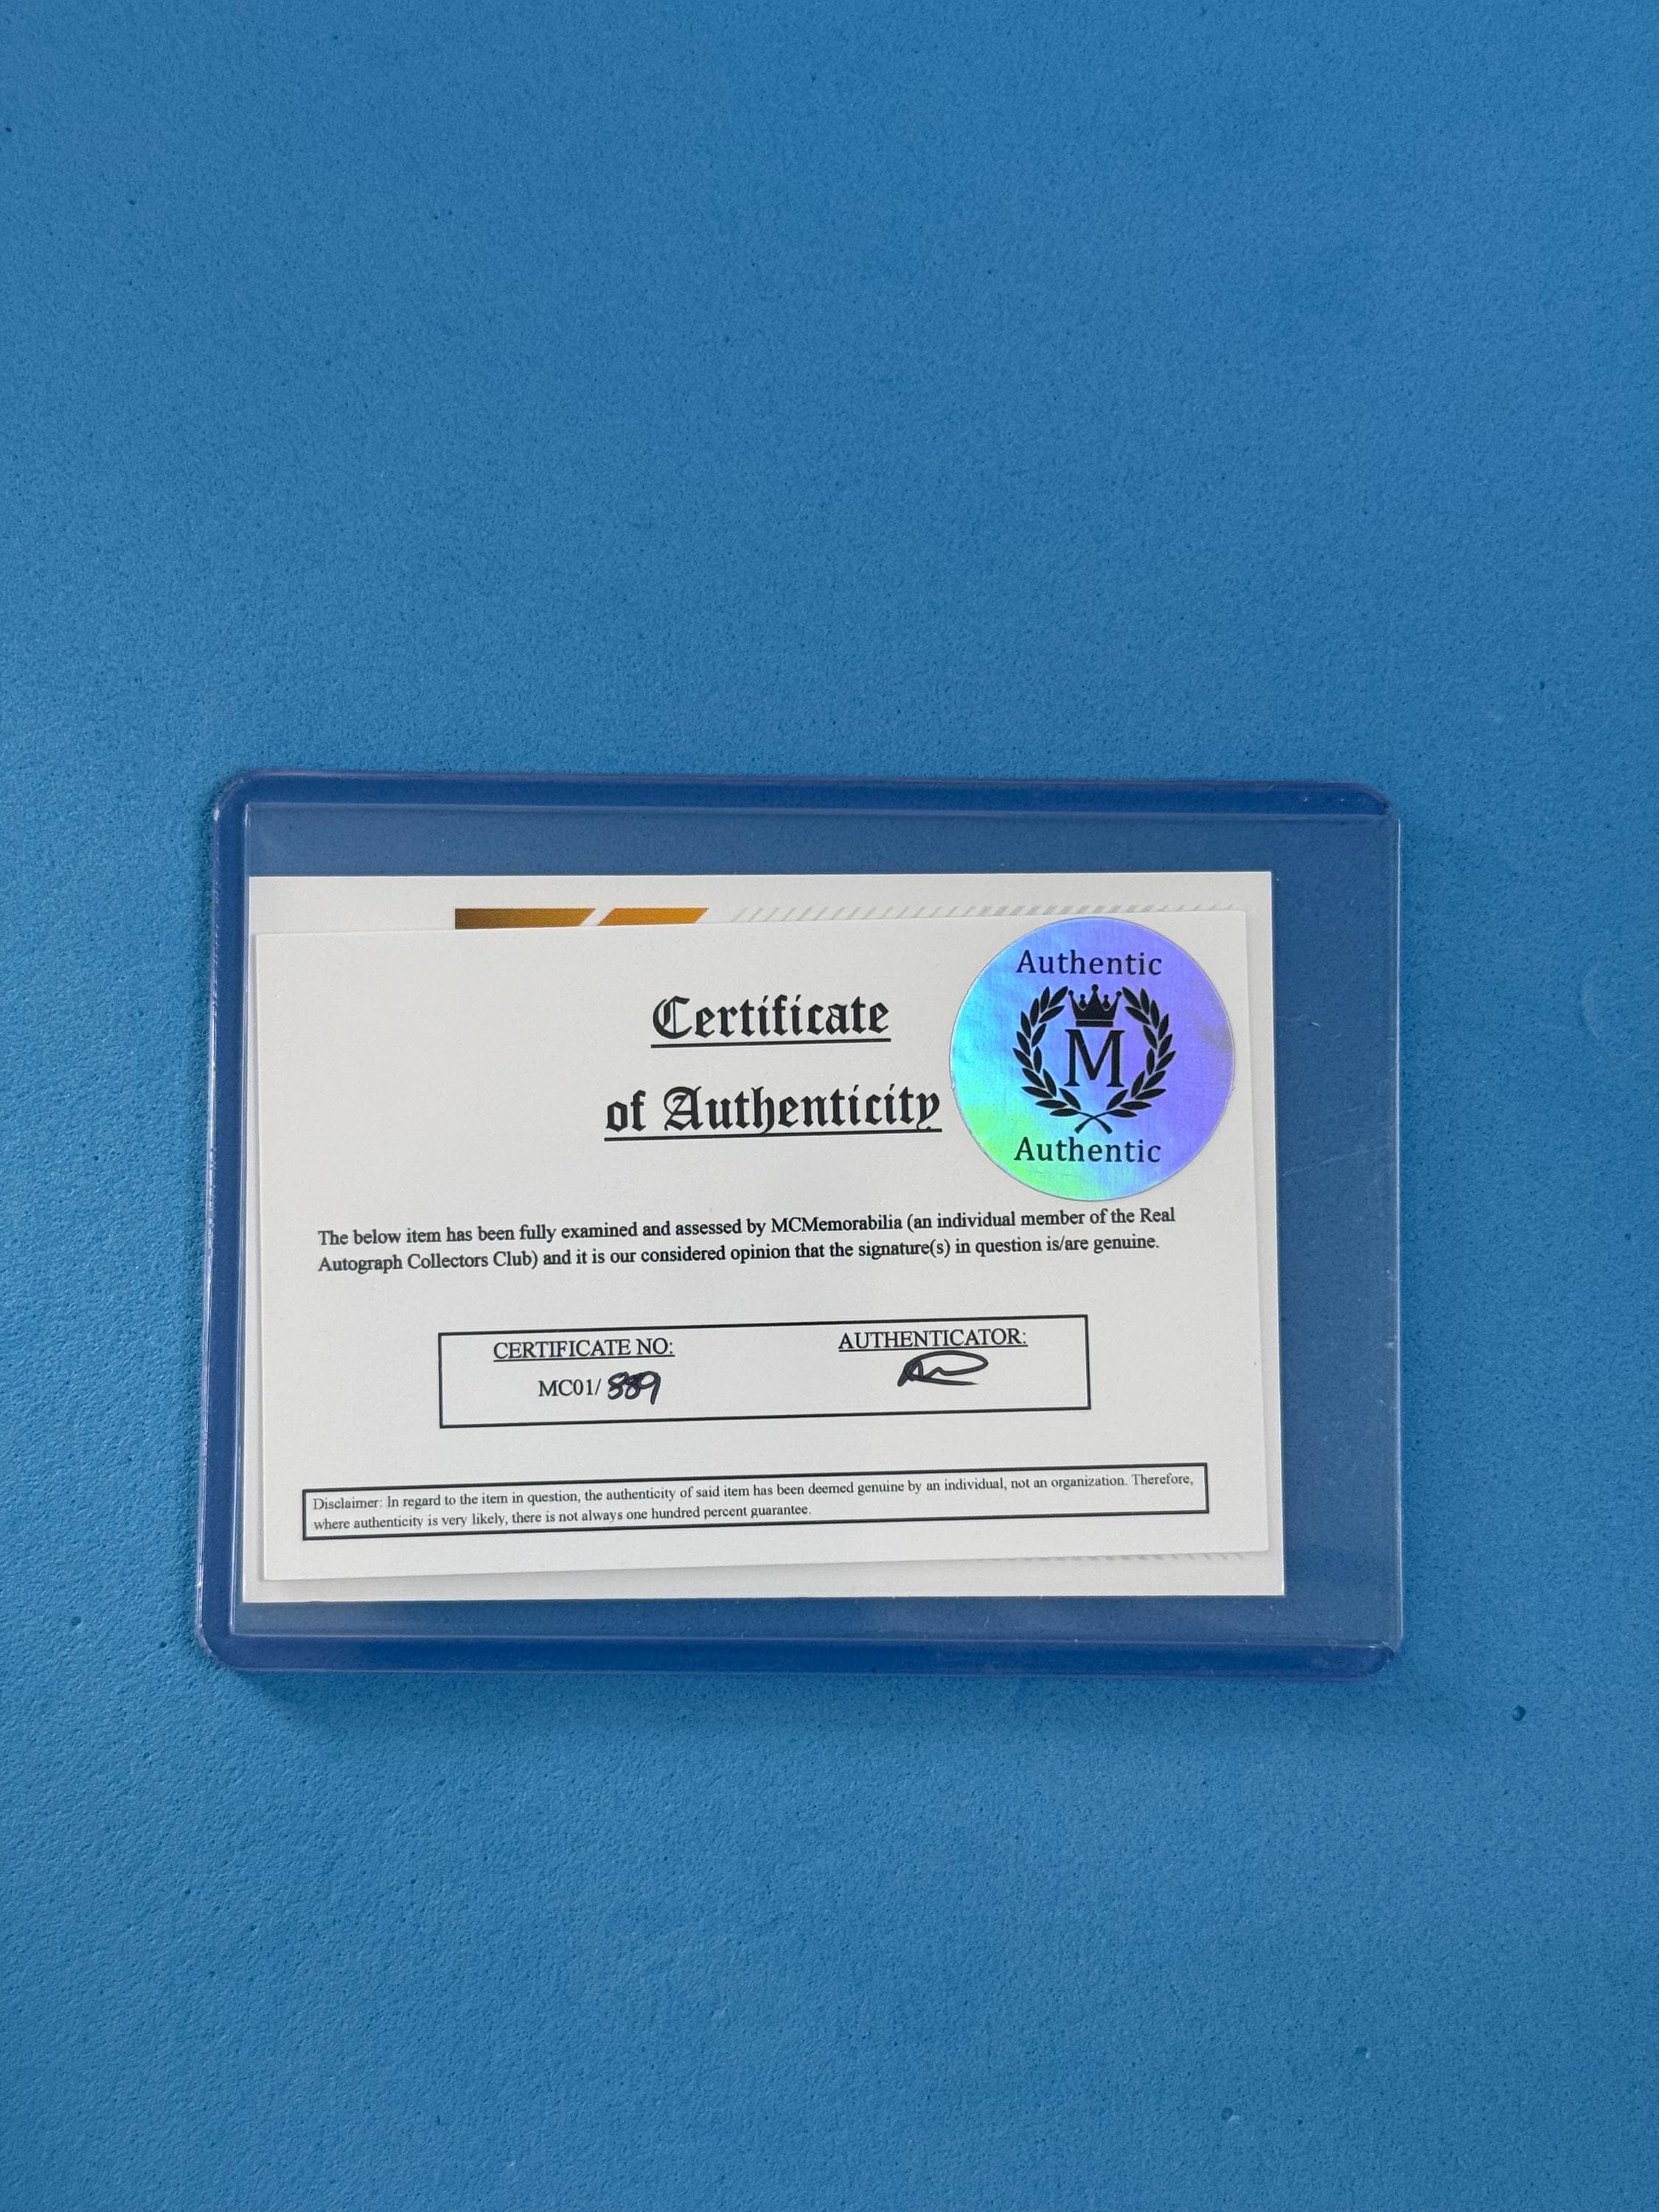 Authentic
M
Authentic
Certificate
of Authenticity
The below item has been fully examined and assessed by MCMemorabilia (an individual member of the Real
Autograph Collectors Club) and it is our considered opinion that the signature(s) in question is/are genuine.
CERTIFICATE NO:
MC01/889
AUTHENTICATOR:
Disclaimer: In regard to the item in question, the authenticity of said item has been deemed genuine by an individual, not an organization. Therefore,
where authenticity is very likely, there is not always one hundred percent guarantee.